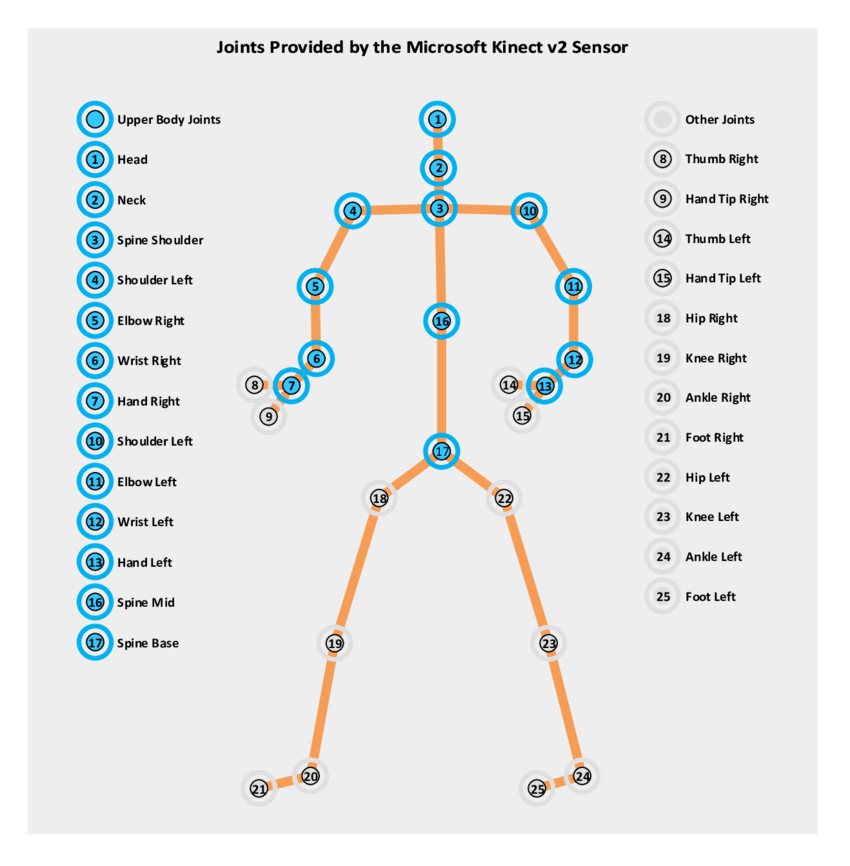 Joints Provided by the Microsoft Kinect v2 Sensor
Upper Body Joints
1 Head
2 Neck
3 Spine Shoulder
4 Shoulder Left
5 Elbow Right
6 Wrist Right
7 Hand Right
10 Shoulder Left
11 Elbow Left
12 Wrist Left
13 Hand Left
16 Spine Mid
17 Spine Base
1
2
4 3 10
5 11
16
6 12
8 7 14 13
9 15
17
18 22
19 23
20 24
21 25
Other Joints
8 Thumb Right
9 Hand Tip Right
14 Thumb Left
15 Hand Tip Left
18 Hip Right
19 Knee Right
20 Ankle Right
21 Foot Right
22 Hip Left
23 Knee Left
24 Ankle Left
25 Foot Left